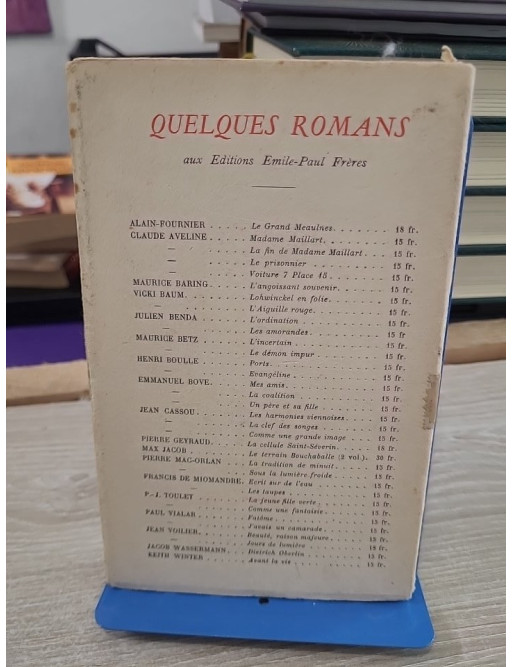 QUELQUES ROMANS
aux Editions Emile-Paul Frères
ALAIN-FOURNIER . . . . . Le Grand Meaulnes. . . . . . . . 18 fr.
CLAUDE AVELINE . . . . . Madame Maillart. . . . . . . . 15 fr.
— La fin de Madame Maillart . . . 15 fr.
— Le prisonnier . . . . . . . . 15 fr.
— Voiture 7 Place 15 . . . . . . . 15 fr.
MAURICE BARING . . . . . L'angoissant souvenir. . . . . . 15 fr.
VICKI BAUM. . . . . . . Lohwinckel en folie. . . . . . . 15 fr.
— L'Aiguille rouge. . . . . . . . 15 fr.
JULIEN BENDA . . . . . . L'ordination . . . . . . . . 15 fr.
— Les amorandes . . . . . . . . 15 fr.
MAURICE BETZ . . . . . . L'incertain . . . . . . . . 15 fr.
— Le démon impur . . . . . . . . 15 fr.
HENRI BOULLE . . . . . . Ports. . . . . . . . 15 fr.
— Evangéline . . . . . . . . 15 fr.
EMMANUEL BOVE. . . . . . Mes amis . . . . . . . . 15 fr.
— La coalition . . . . . . . . 15 fr.
— Un père et sa fille . . . . . . . 15 fr.
JEAN CASSOU. . . . . . . Les harmonies viennoises. . . . . 15 fr.
— La clef des songes . . . . . . . 15 fr.
— Comme une grande image . . . . . 15 fr.
PIERRE GEYRAUD. . . . . . La cellule Saint-Séverin. . . . . 18 fr.
MAX JACOB . . . . . . . Le terrain Bouchaballe (2 vol.). 30 fr.
PIERRE MAC-ORLAN . . . La tradition de minuit. . . . . . 15 fr.
— Sous la lumière froide . . . . . 15 fr.
FRANCIS DE MIOMANDRE. Ecrit sur de l'eau . . . . . . . 15 fr.
— Les taupes . . . . . . . . 15 fr.
P.-J. TOULET . . . . . . La jeune fille verte . . . . . . 15 fr.
— Comme une fantaisie . . . . . . 15 fr.
PAUL VIALAR . . . . . . Fatôme. . . . . . . . 15 fr.
— J'avais un camarade . . . . . . 15 fr.
JEAN VOILIER. . . . . . . Beauté, raison majeure . . . . . 15 fr.
— Jours de lumière . . . . . . . 18 fr.
JACOB WASSERMANN. . . . Dietrich Oberlin . . . . . . . 15 fr.
KEITH WINTER . . . . . . Avant la vie . . . . . . . . 15 fr.